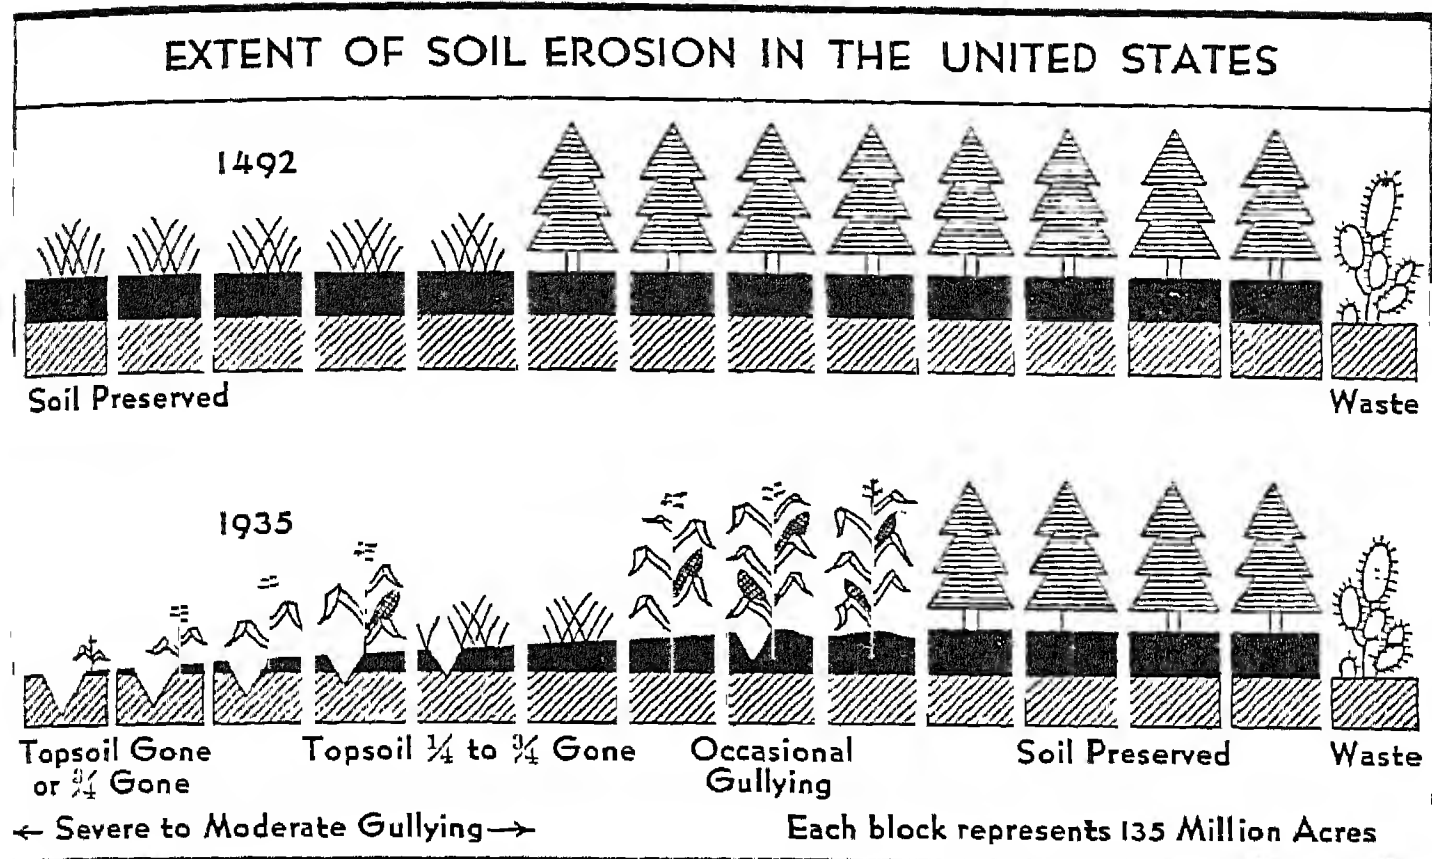 EXTENT OF SOIL EROSION IN THE UNITED STATES
1492
Soil Preserved
Waste
1935
Topsoil Gone
or ¾ Gone
Topsoil ¼ to ¾ Gone
Occasional
Gullying
Soil Preserved
Waste
← Severe to Moderate Gullying →
Each block represents 135 Million Acres